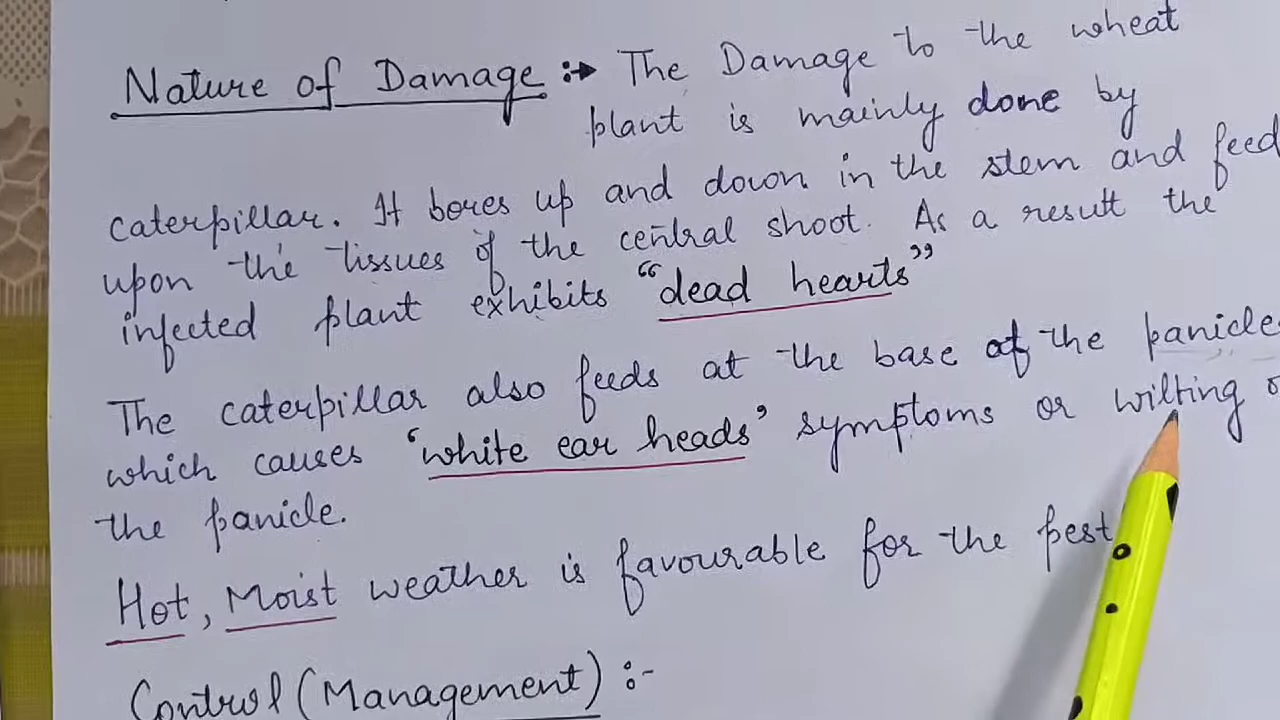 Nature of Damage :→ The Damage to the wheat
plant is mainly done by
caterpillar. It bores up and down in the stem and feed
upon the tissues of the central shoot. As a result the
infected plant exhibits "dead hearts"
The caterpillar also feeds at the base of the panicle
which causes 'white ear heads' symptoms or wilting o
the panicle.
Hot, Moist weather is favourable for the pest
Control (Management) :-